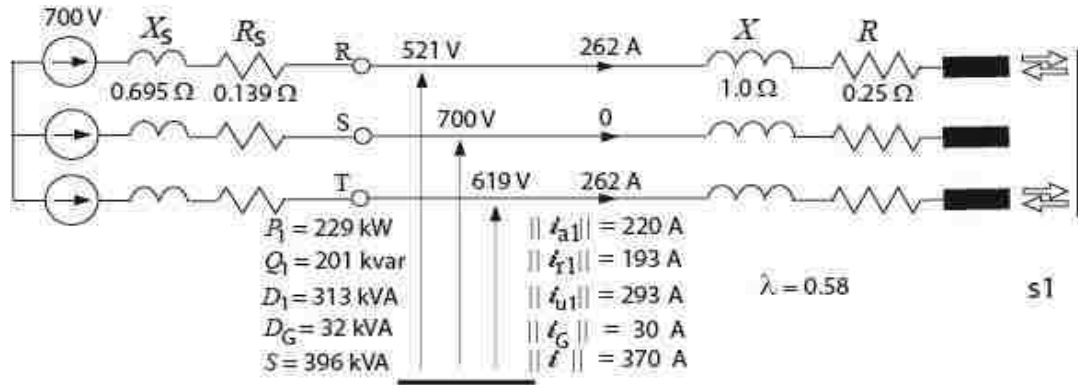 700 V
X_S R_S R 521 V 262 A X R
0.695 Ω 0.139 Ω 1.0 Ω 0.25 Ω
S 700 V 0
T 619 V 262 A
P_1 = 229 kW || i_a1|| = 220 A
Q_1 = 201 kvar || i_r1|| = 193 A
D_1 = 313 kVA || i_u1|| = 293 A λ = 0.58 s1
D_G = 32 kVA || i_G || = 30 A
S = 396 kVA || i || = 370 A